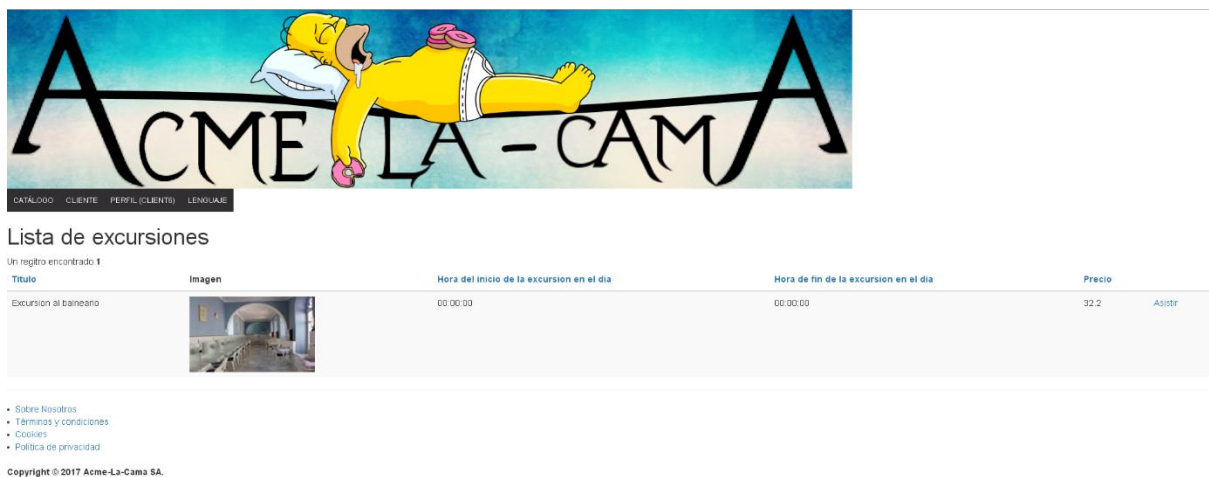 ACME LA-CAMA
CATÁLOGO CLIENTE PERFIL (CLIENT6) LENGUAJE
Lista de excursiones
Un regitro encontrado.1
Titulo Imagen Hora del inicio de la excursion en el dia Hora de fin de la excursion en el dia Precio
Excursion al balneario 00:00:00 00:00:00 32.2 Asistir
Sobre Nosotros
Términos y condiciones
Cookies
Política de privacidad
Copyright © 2017 Acme-La-Cama SA.